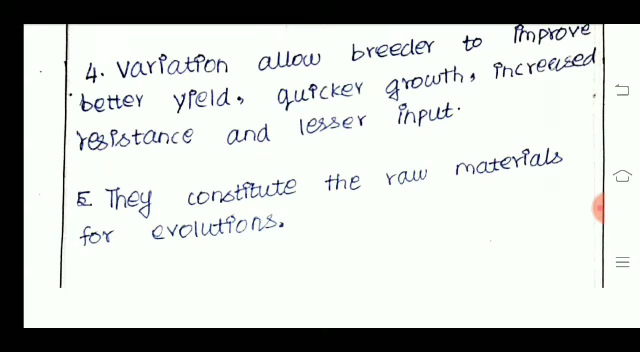 4. Variation allow breeder to improve
better yield, quicker growth, increased
resistance and lesser input.
5. They constitute the raw materials
for evolutions.